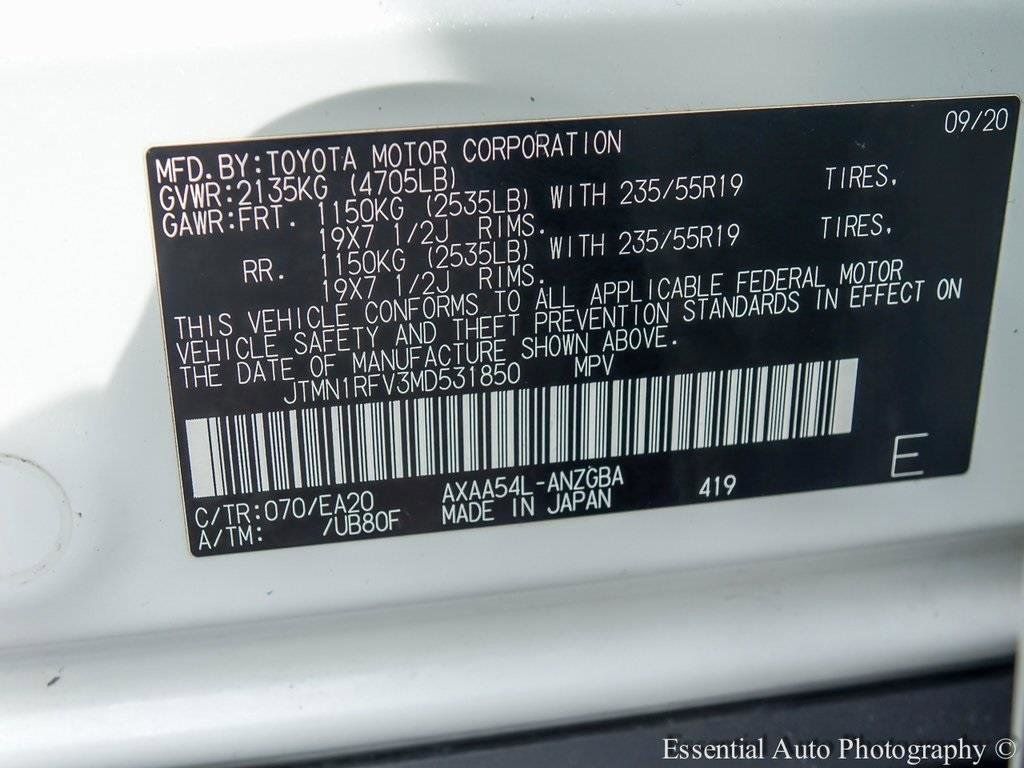 09/20
MFD.BY:TOYOTA MOTOR CORPORATION
GVWR:2135KG (4705LB)
GAWR:FRT. 1150KG (2535LB) WITH 235/55R19 TIRES,
19X7 1/2J RIMS.
RR. 1150KG (2535LB) WITH 235/55R19 TIRES,
19X7 1/2J RIMS.
THIS VEHICLE CONFORMS TO ALL APPLICABLE FEDERAL MOTOR
VEHICLE SAFETY AND THEFT PREVENTION STANDARDS IN EFFECT ON
THE DATE OF MANUFACTURE SHOWN ABOVE.
JTMN1RFV3MD531850 MPV
C/TR:070/EA20 AXAA54L-ANZGBA 419 E
A/TM: /UB80F MADE IN JAPAN
Essential Auto Photography ©